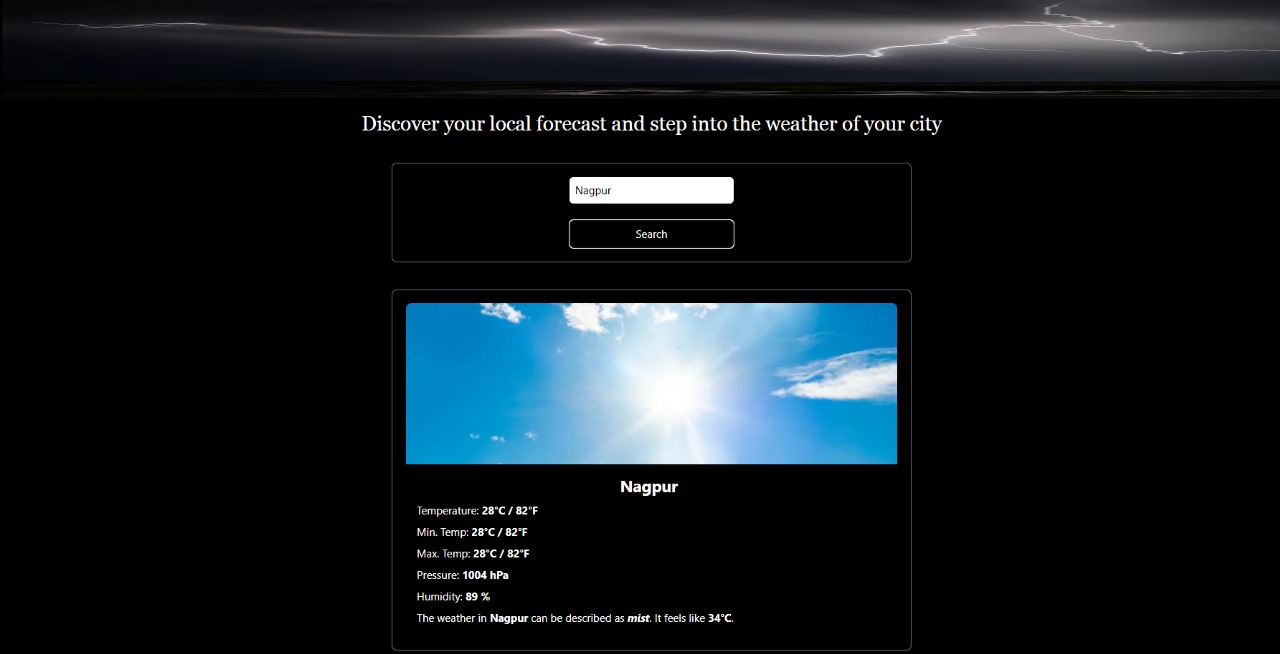 Discover your local forecast and step into the weather of your city
Nagpur
Search
Nagpur
Temperature: 28°C / 82°F
Min. Temp: 28°C / 82°F
Max. Temp: 28°C / 82°F
Pressure: 1004 hPa
Humidity: 89 %
The weather in Nagpur can be described as mist. It feels like 34°C.